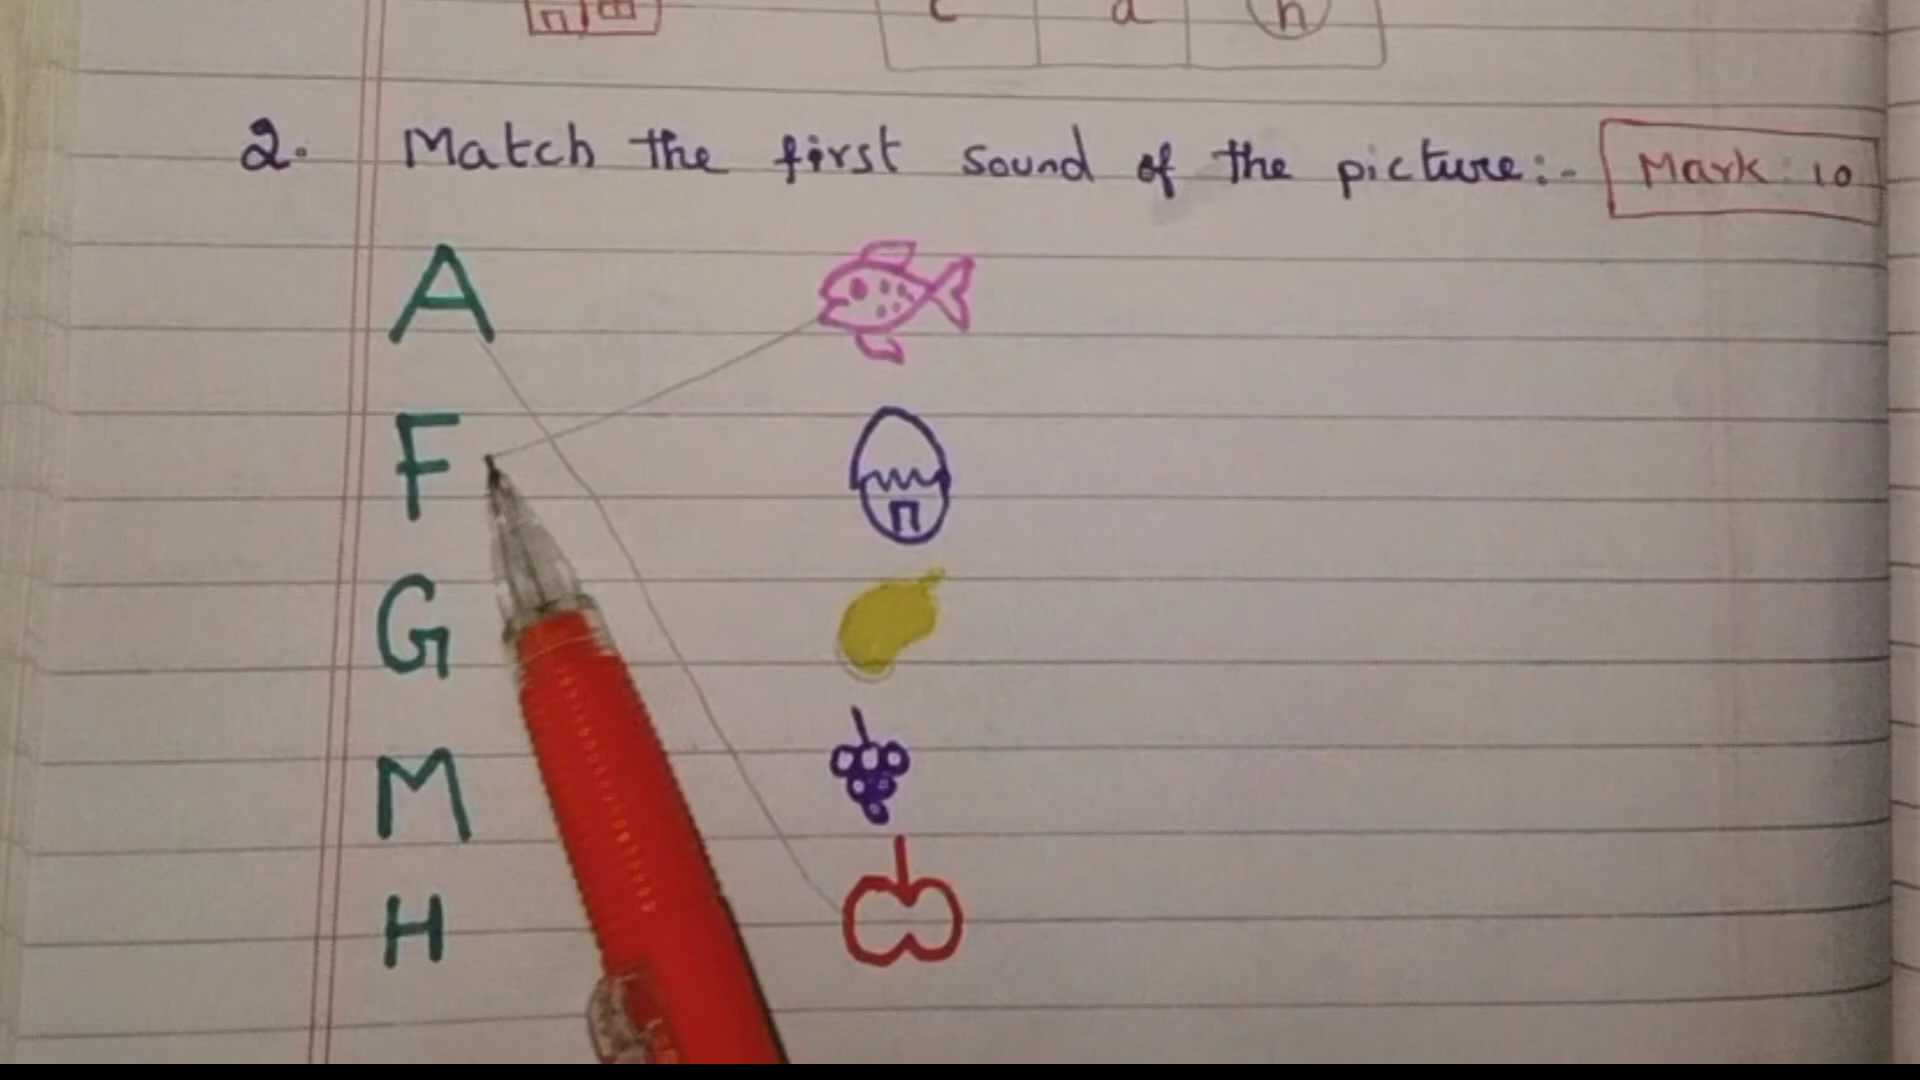 c a h
2. Match the first sound of the picture:- Mark: 10
A
F
G
M
H